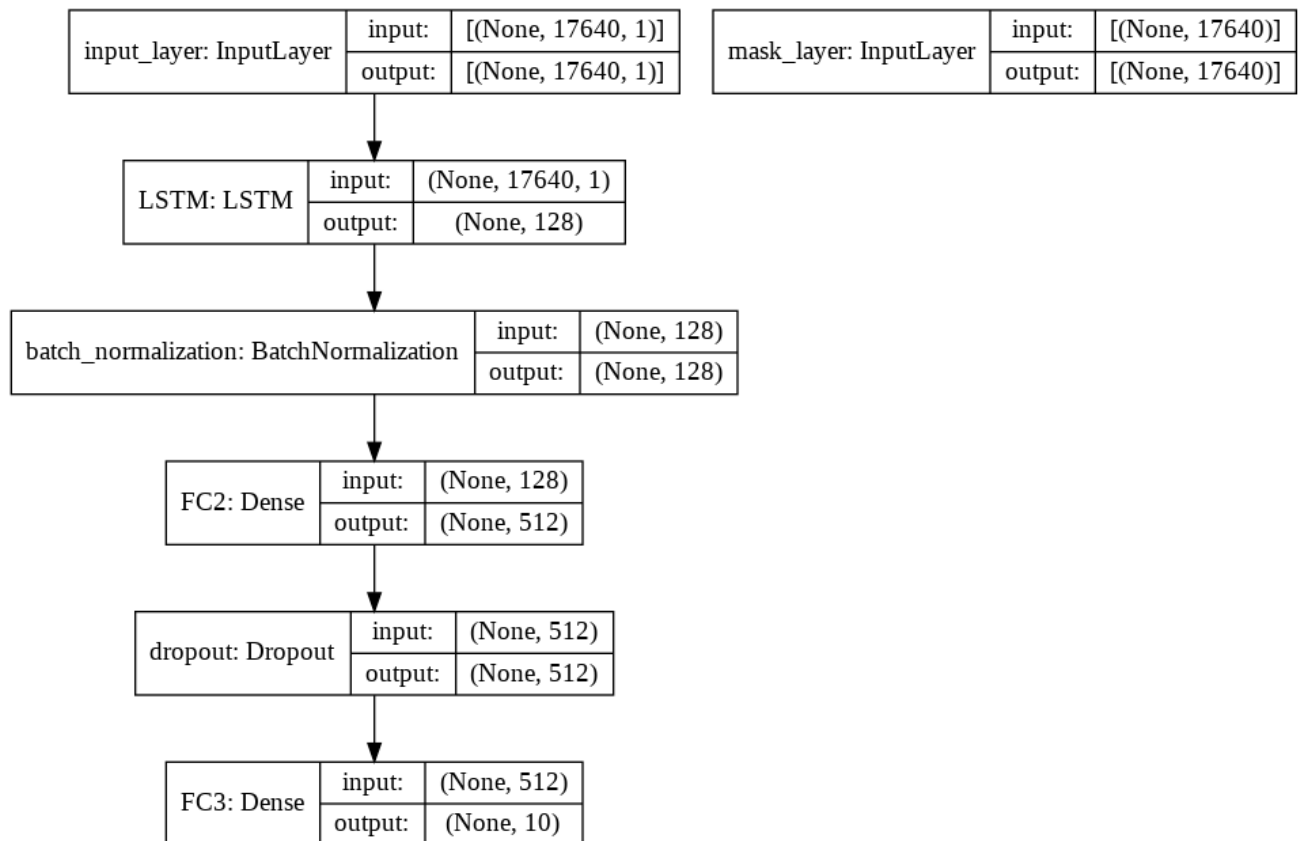 input_layer: InputLayer
input: [(None, 17640, 1)]
output: [(None, 17640, 1)]
mask_layer: InputLayer
input: [(None, 17640)]
output: [(None, 17640)]
LSTM: LSTM
input: (None, 17640, 1)
output: (None, 128)
batch_normalization: BatchNormalization
input: (None, 128)
output: (None, 128)
FC2: Dense
input: (None, 128)
output: (None, 512)
dropout: Dropout
input: (None, 512)
output: (None, 512)
FC3: Dense
input: (None, 512)
output: (None, 10)